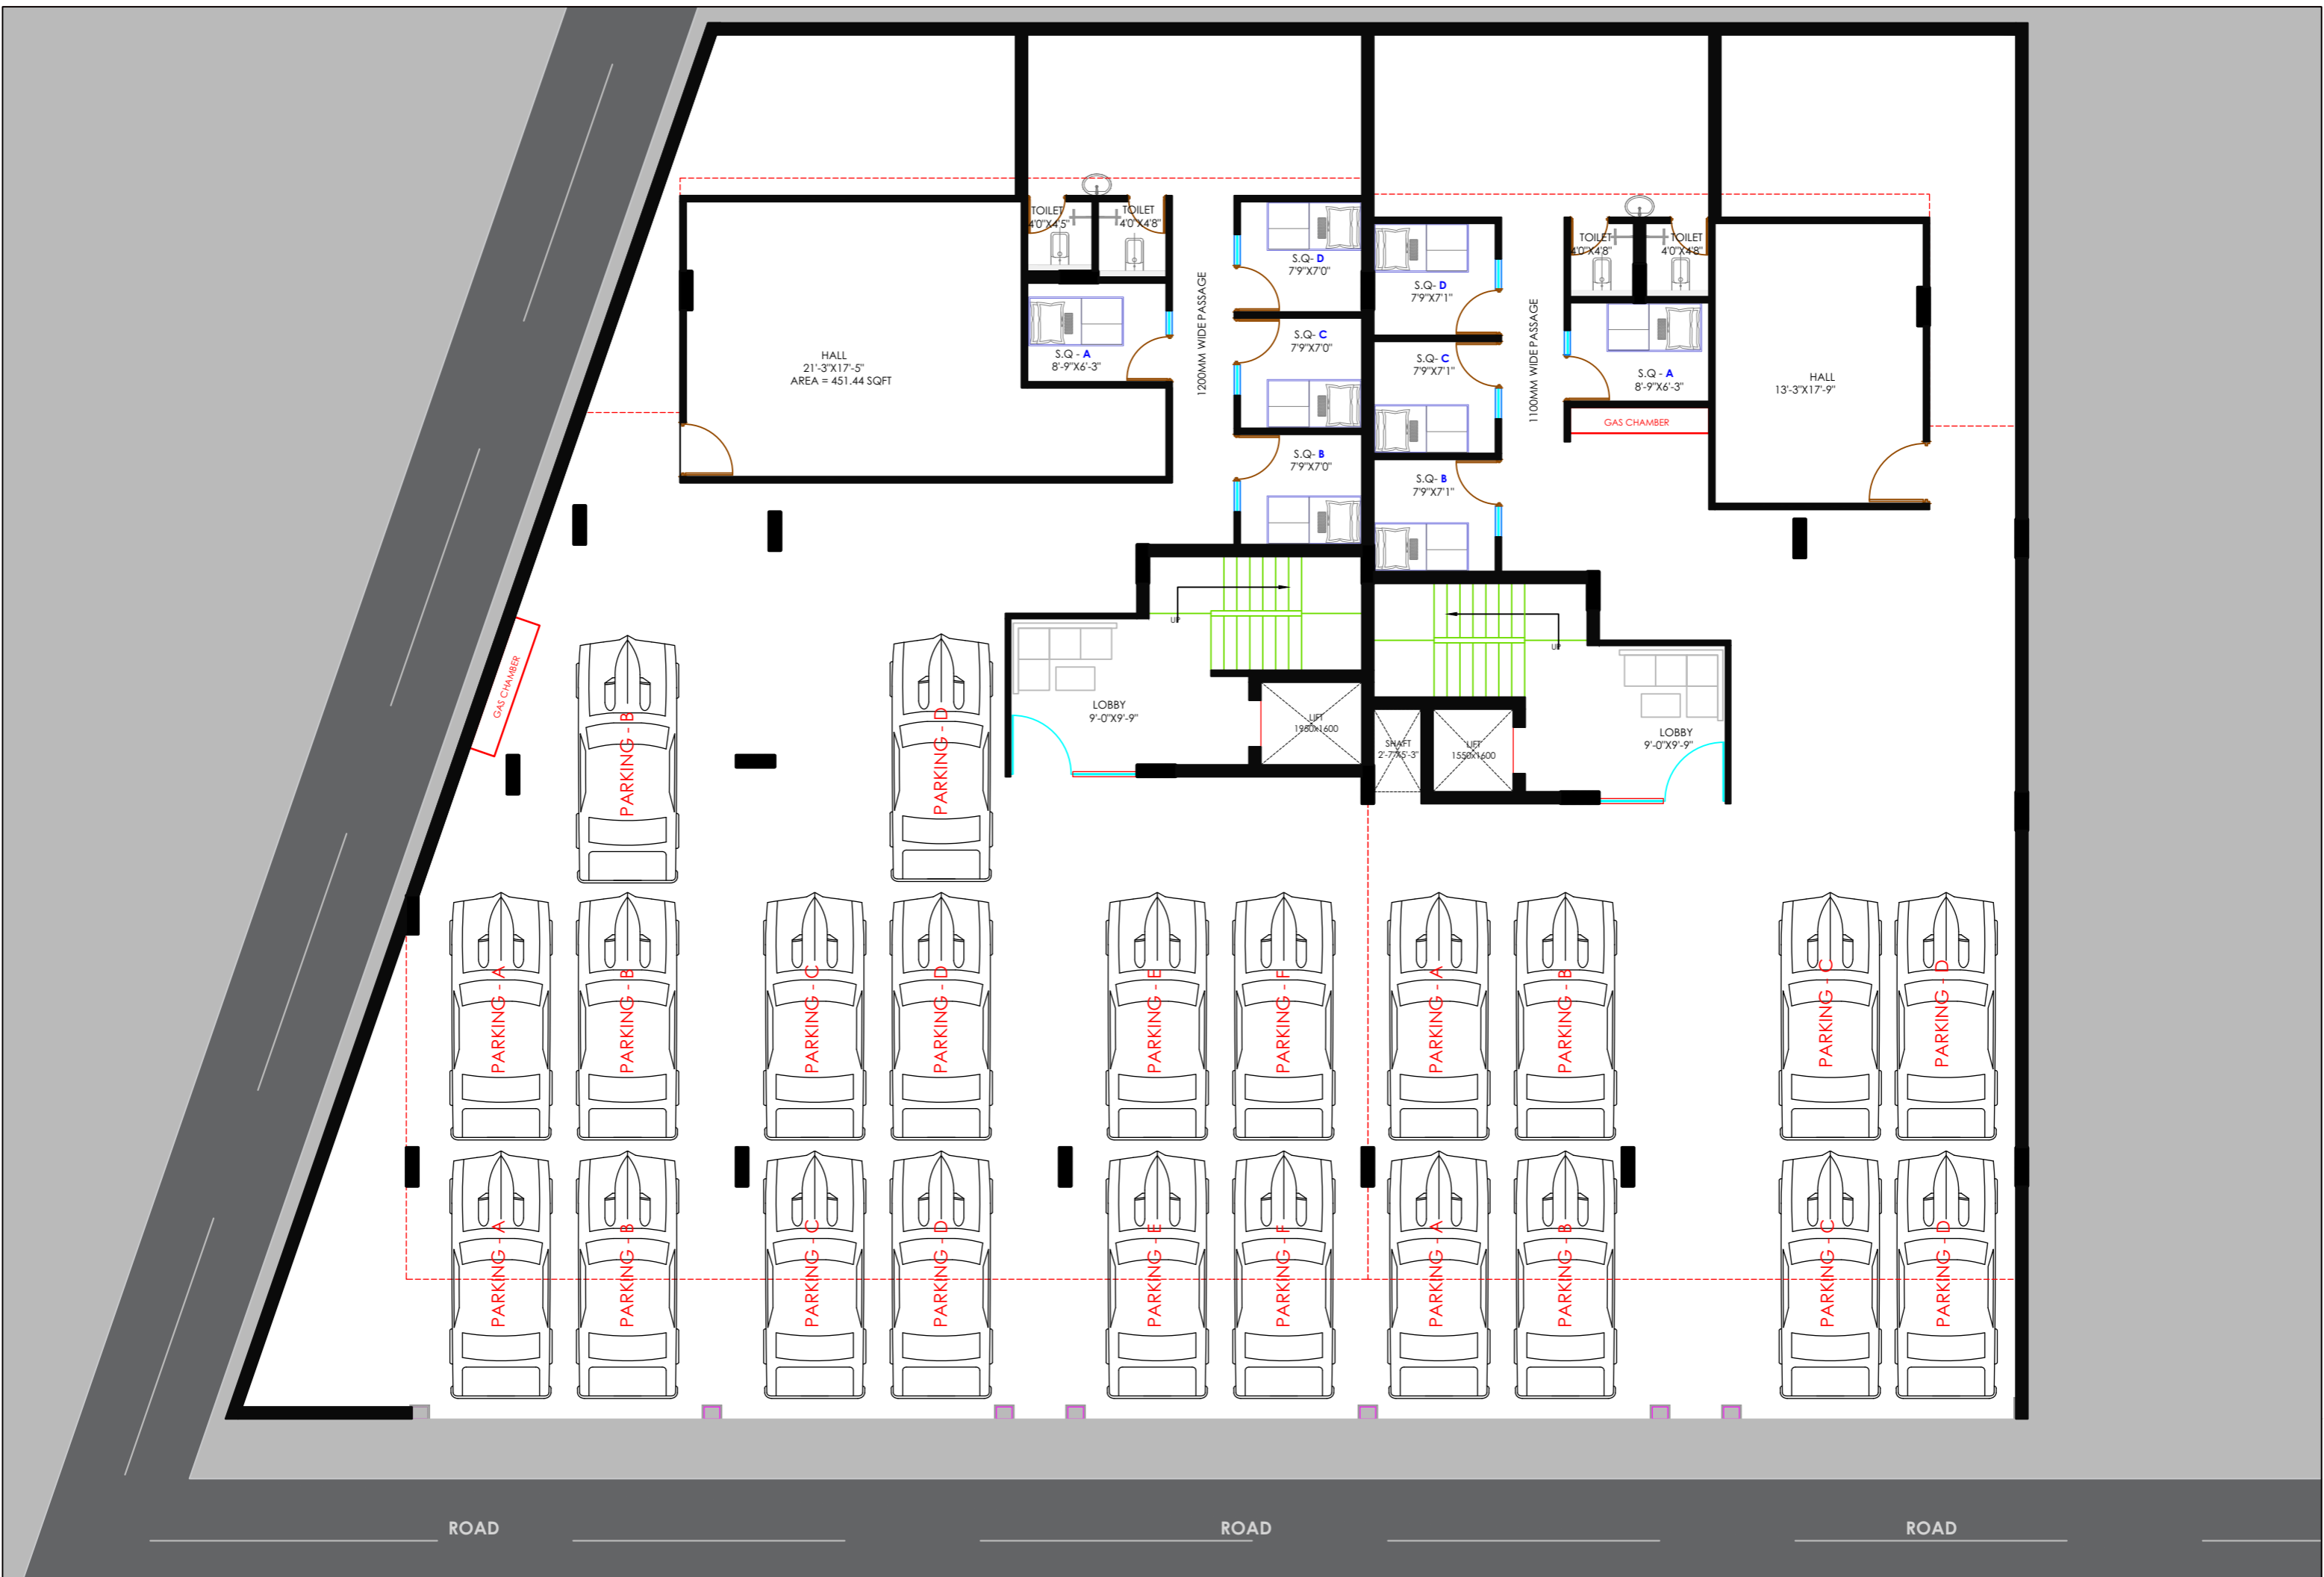 TOILET
4'0"X4'5"
TOILET
4'0"X4'8"
TOILET
4'0"X4'8"
TOILET
4'0"X4'8"
S.Q- D
7'9"X7'0"
S.Q- D
7'9"X7'1"
1200MM WIDE PASSAGE
1100MM WIDE PASSAGE
HALL
21'-3"X17'-5"
AREA = 451.44 SQFT
S.Q - A
8'-9"X6'-3"
S.Q- C
7'9"X7'0"
S.Q- C
7'9"X7'1"
S.Q - A
8'-9"X6'-3"
HALL
13'-3"X17'-9"
GAS CHAMBER
S.Q- B
7'9"X7'0"
S.Q- B
7'9"X7'1"
UP
UP
GAS CHAMBER
LOBBY
9'-0"X9'-9"
LIFT
1950x1600
SHAFT
2'-7"X5'-3"
LIFT
1550x1600
LOBBY
9'-0"X9'-9"
PARKING - B
PARKING - D
PARKING - A
PARKING - B
PARKING - C
PARKING - D
PARKING - E
PARKING - F
PARKING - A
PARKING - B
PARKING - C
PARKING - D
PARKING - A
PARKING - B
PARKING - C
PARKING - D
PARKING - E
PARKING - F
PARKING - A
PARKING - B
PARKING - C
PARKING - D
ROAD
ROAD
ROAD